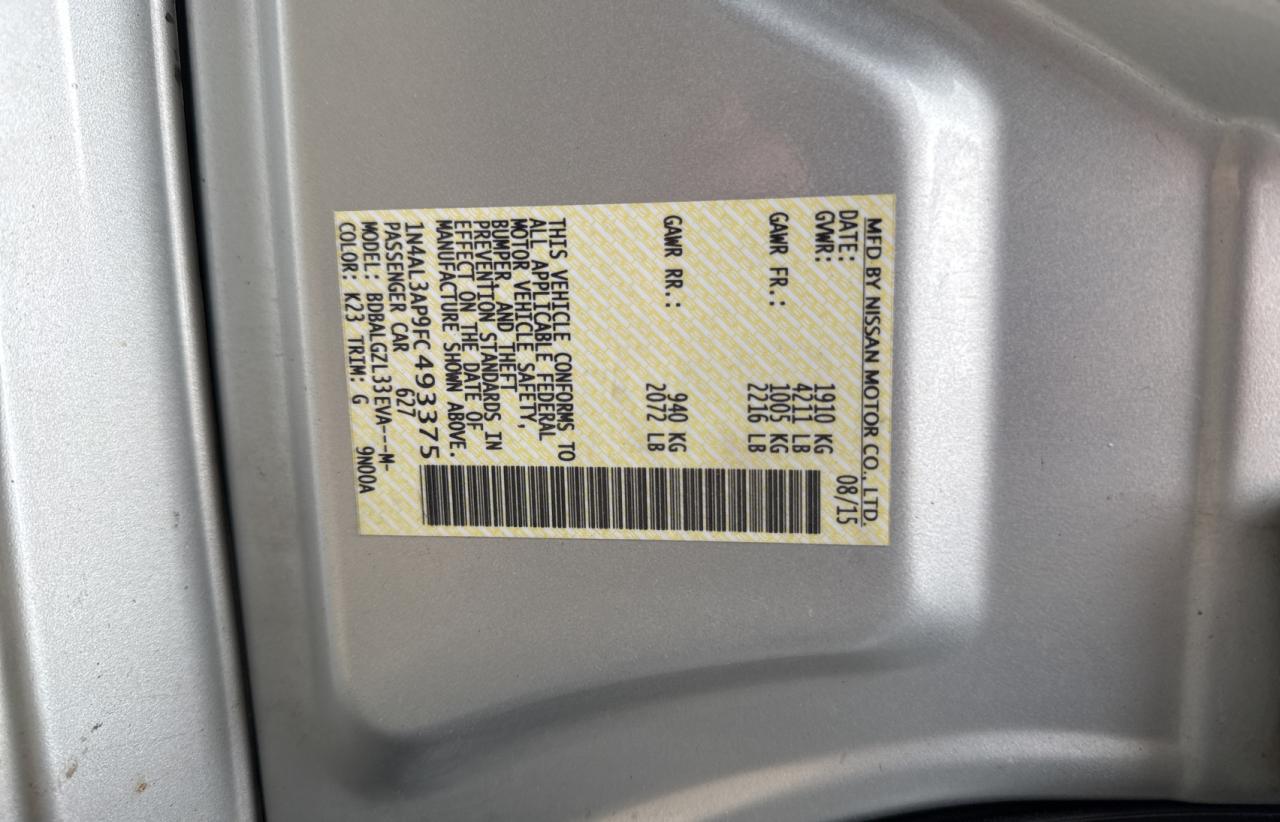 MFD BY NISSAN MOTOR CO., LTD.
DATE: 08/15
GVWR: 1910 KG
4211 LB
GAWR FR.: 1005 KG
2216 LB
GAWR RR.: 940 KG
2072 LB
THIS VEHICLE CONFORMS TO
ALL APPLICABLE FEDERAL
MOTOR VEHICLE SAFETY,
BUMPER, AND THEFT
PREVENTION STANDARDS IN
EFFECT ON THE DATE OF
MANUFACTURE SHOWN ABOVE.
1N4AL3AP9FC493375
PASSENGER CAR 627
MODEL: BDBALGZL33EVA---M-
COLOR: K23 TRIM: G 9N00A